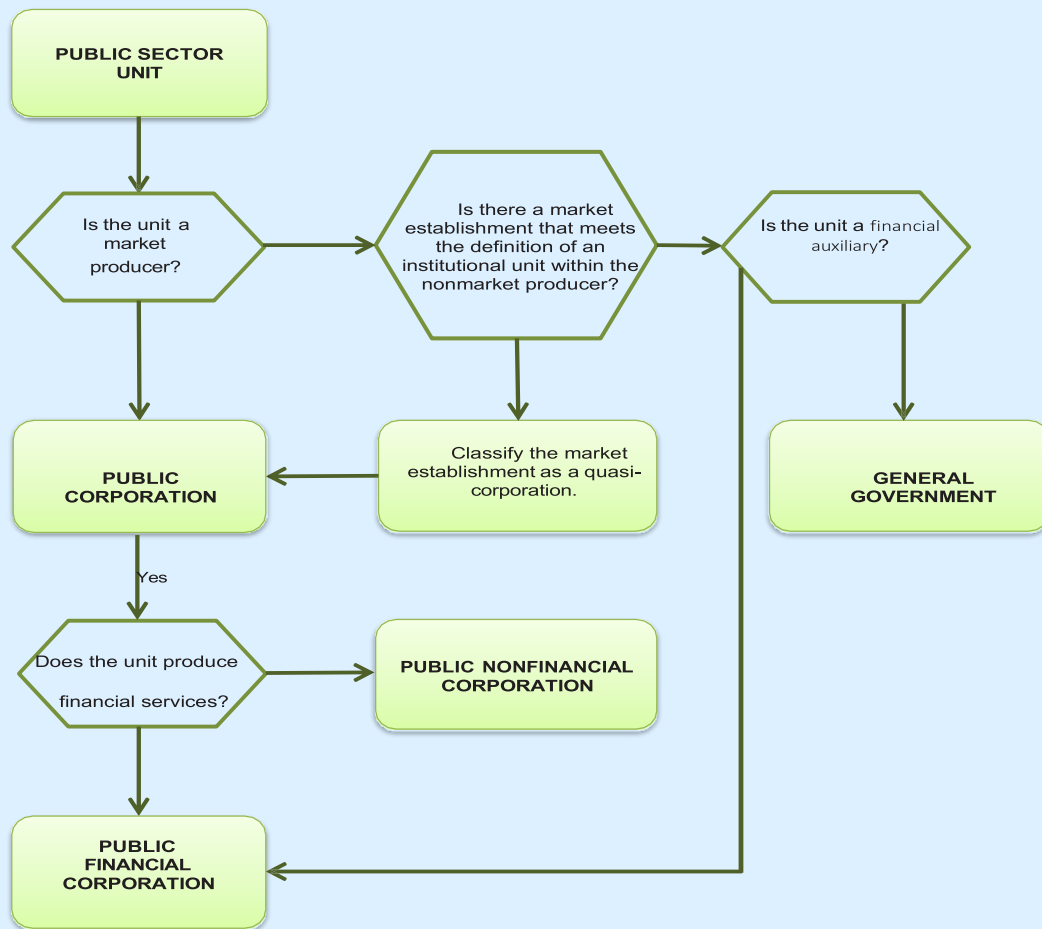 PUBLIC SECTOR
UNIT
Is the unit a
market
producer?
Is there a market
establishment that meets
the definition of an
institutional unit within the
nonmarket producer?
Is the unit a financial
auxiliary?
PUBLIC
CORPORATION
Classify the market
establishment as a quasi-
corporation.
GENERAL
GOVERNMENT
Yes
Does the unit produce
financial services?
PUBLIC NONFINANCIAL
CORPORATION
PUBLIC
FINANCIAL
CORPORATION